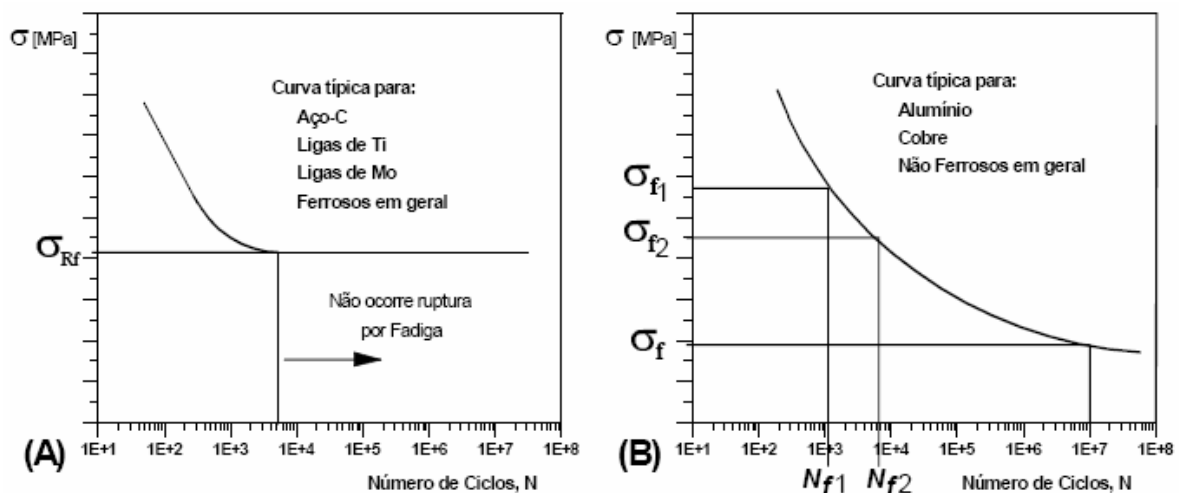 σ [MPa]
Curva típica para:
Aço-C
Ligas de Ti
Ligas de Mo
Ferrosos em geral
σRf
Não ocorre ruptura
por Fadiga
(A)
1E+1 1E+2 1E+3 1E+4 1E+5 1E+6 1E+7 1E+8
Número de Ciclos, N
σ [MPa]
Curva típica para:
Alumínio
Cobre
Não Ferrosos em geral
σf1
σf2
σf
(B)
1E+1 1E+2 1E+3 1E+4 1E+5 1E+6 1E+7 1E+8
Nf1 Nf2 Número de Ciclos, N